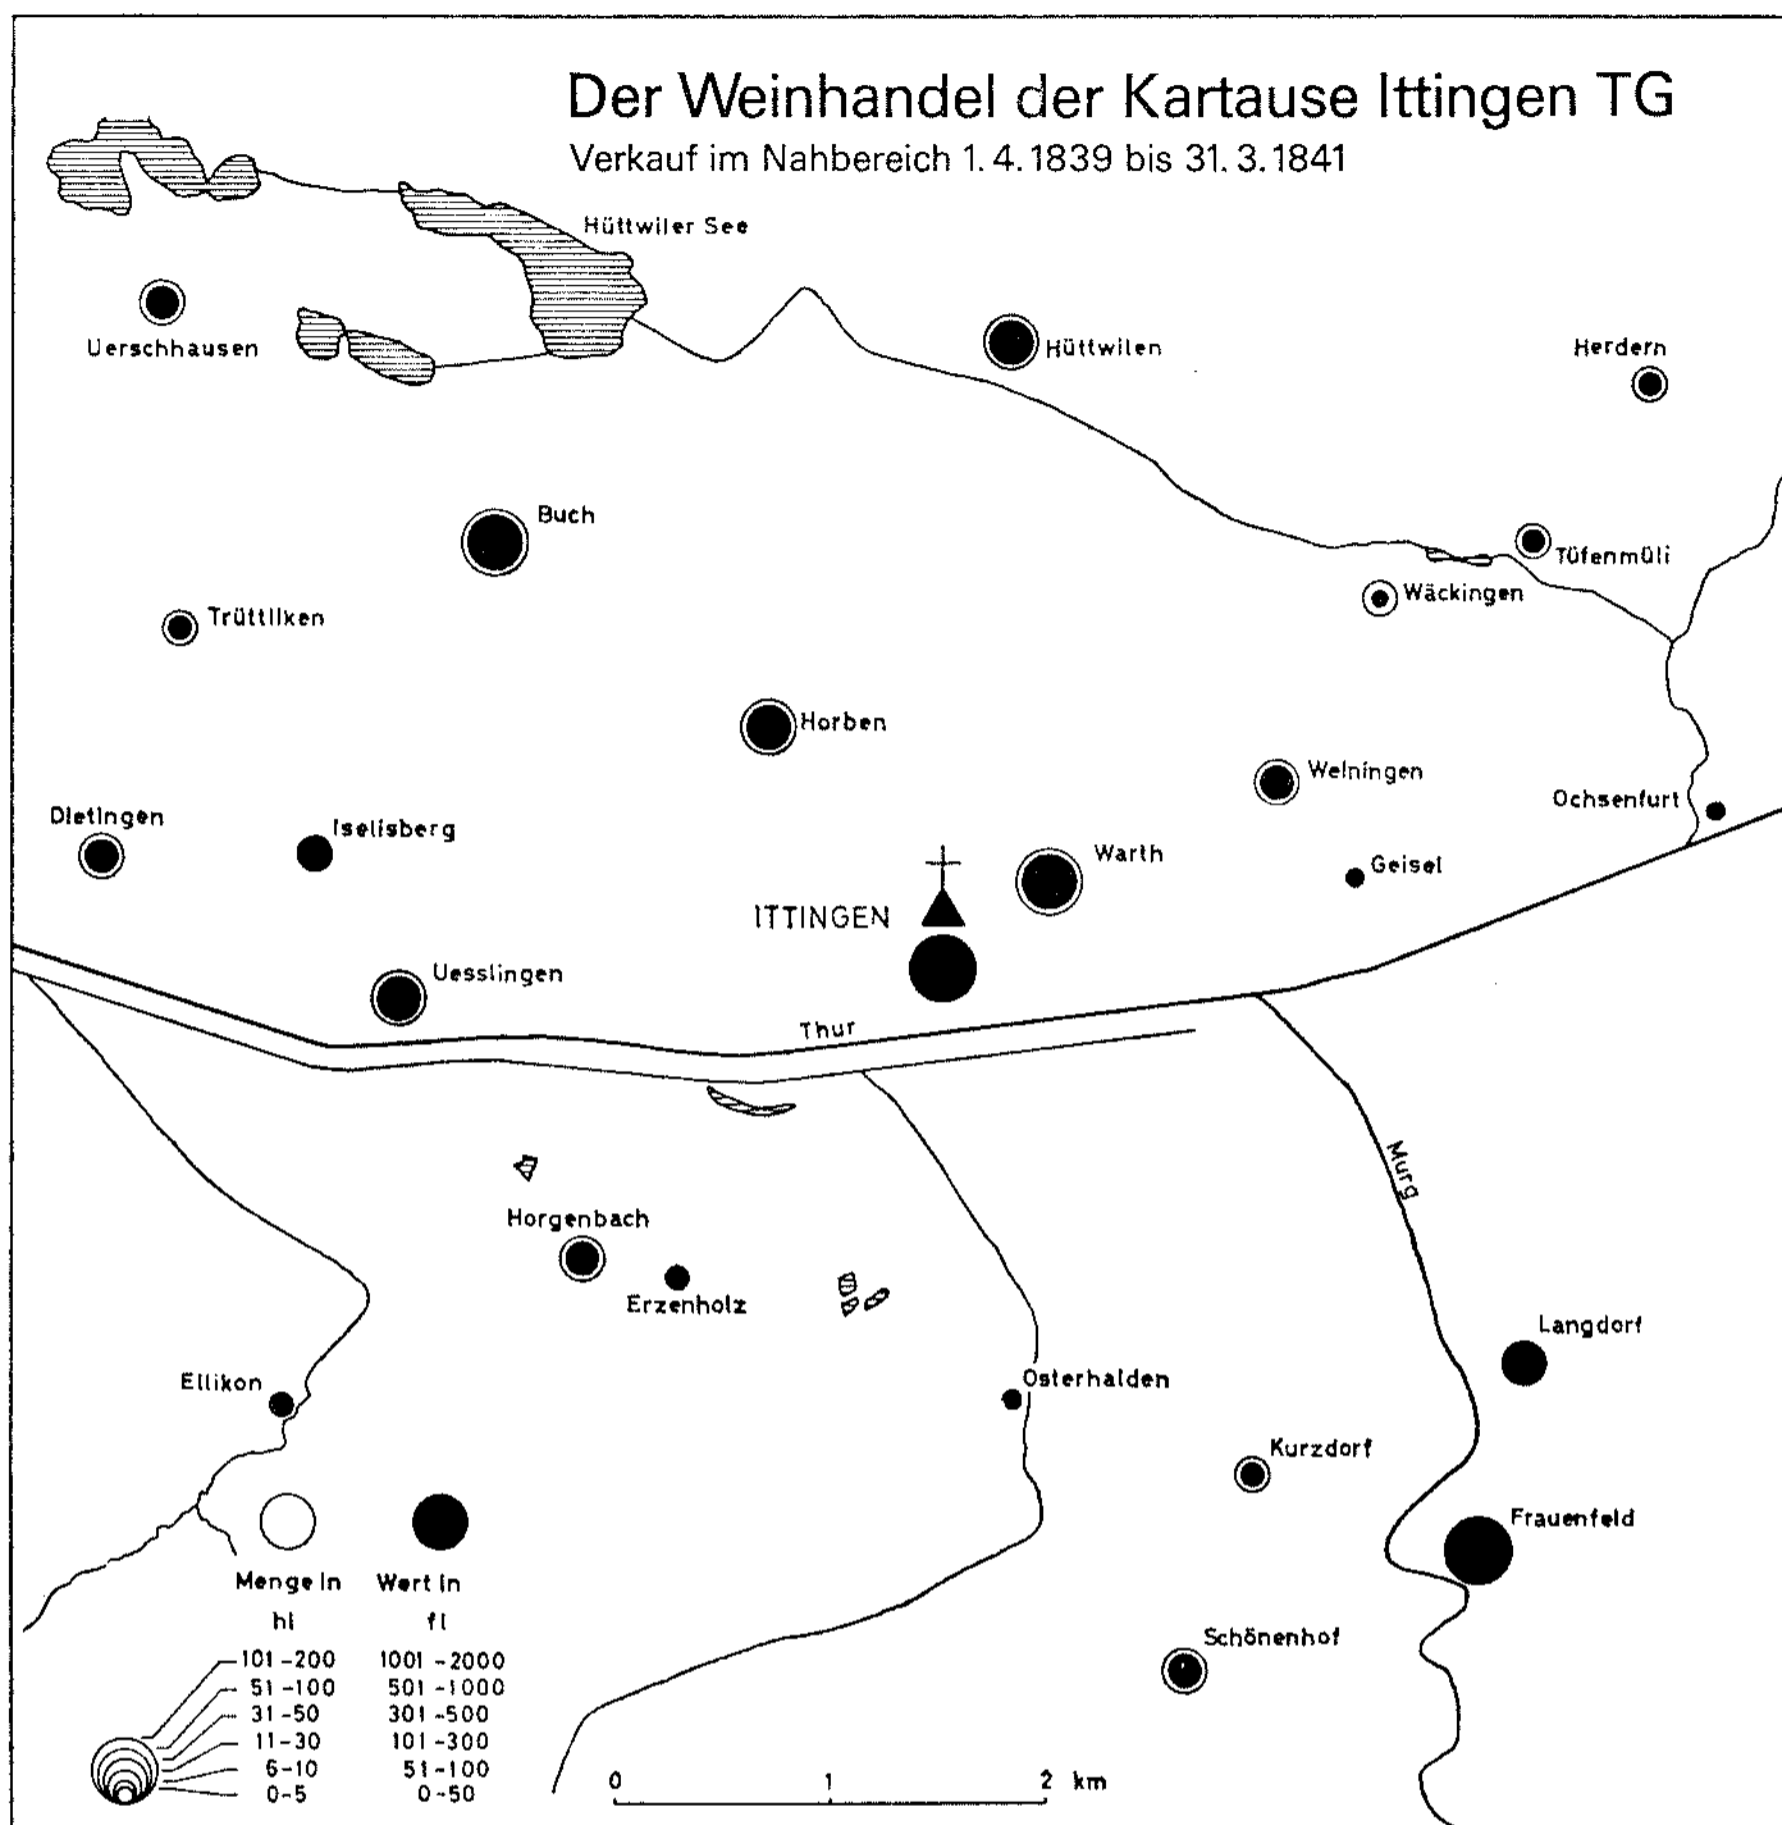 Der Weinhandel der Kartause Ittingen TG
Verkauf im Nahbereich 1.4.1839 bis 31.3.1841
Hüttwiler See
Uerschhausen
Hüttwilen
Herdern
Buch
Tüfenmüli
Wäckingen
Trüttliken
Horben
Weiningen
Ochsenfurt
Dietingen
Iselisberg
Warth
Geisel
ITTINGEN
Uesslingen
Thur
Murg
Horgenbach
Erzenholz
Langdorf
Ellikon
Osterhalden
Kurzdorf
Frauenfeld
Schönenhof
Menge in Wert in
hl fl
101-200 1001-2000
51-100 501-1000
31-50 301-500
11-30 101-300
6-10 51-100
0-5 0-50
0 1 2 km